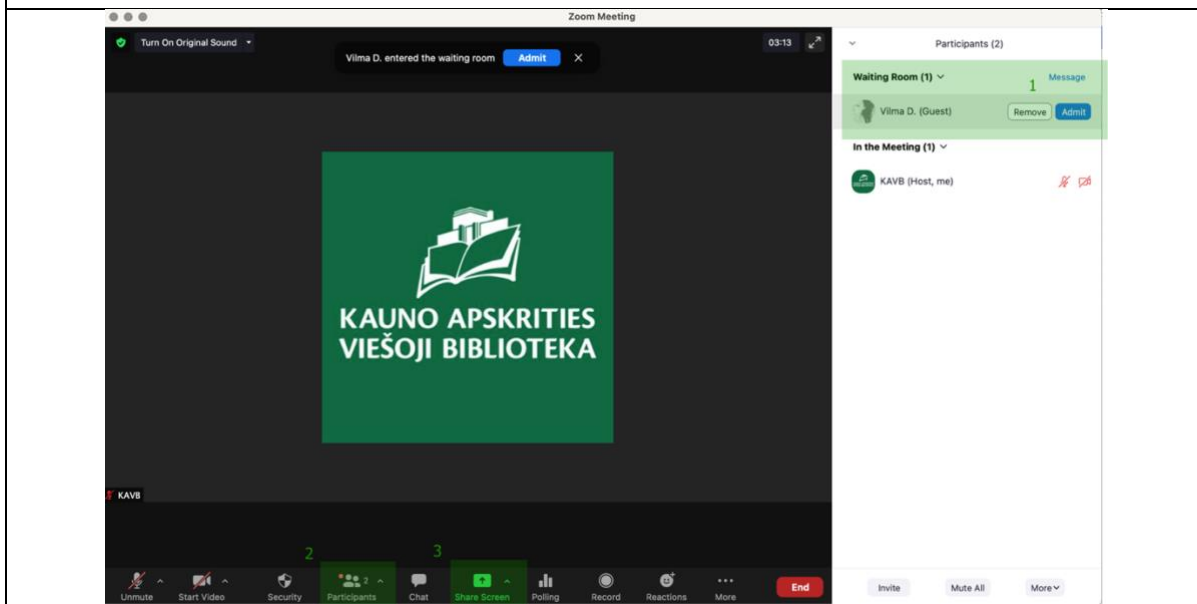 Zoom Meeting
Turn On Original Sound
Vilma D. entered the waiting room Admit
03:13
KAUNO APSKRITIES
VIEŠOJI BIBLIOTEKA
KAVB
2
3
Unmute Start Video Security Participants 2 Chat Share Screen Polling Record Reactions More End
Participants (2)
Waiting Room (1) Message
1
Vilma D. (Guest) Remove Admit
In the Meeting (1)
KAVB (Host, me)
Invite Mute All More